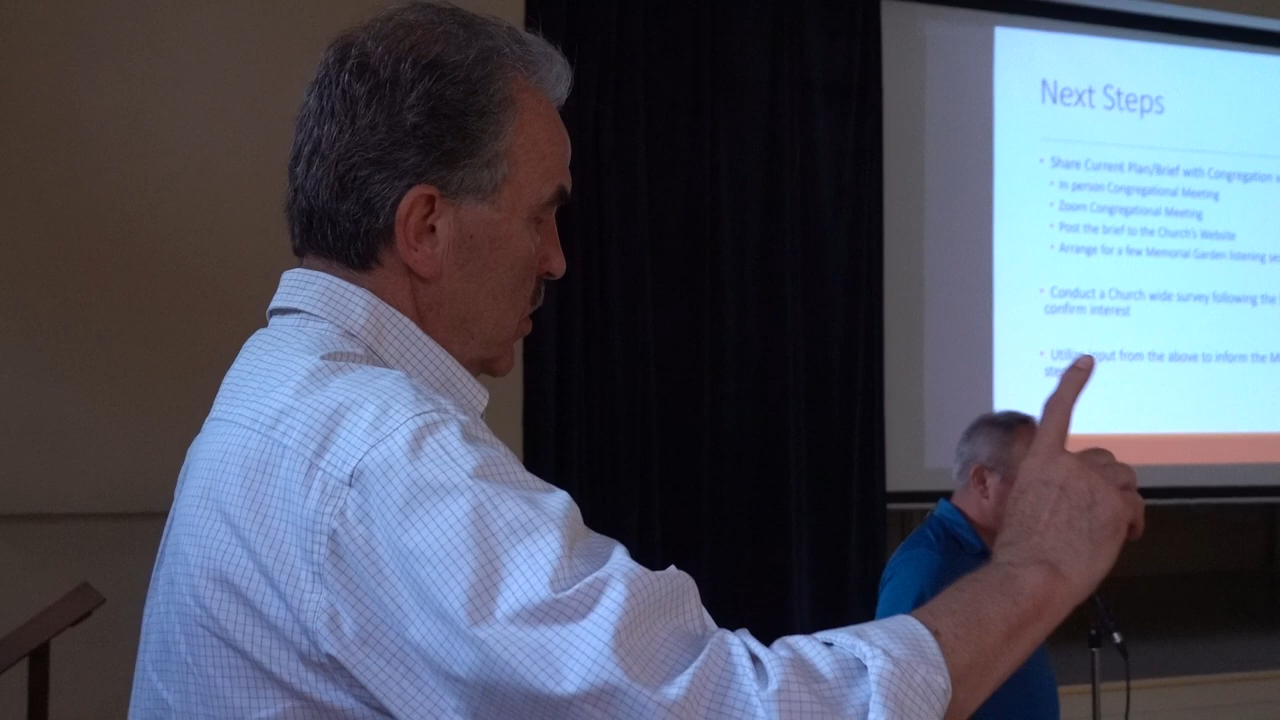 Next Steps
• Share Current Plan/Brief with Congregation
• In person Congregational Meeting
• Zoom Congregational Meeting
• Post the brief to the Church's Website
• Arrange for a few Memorial Garden listening
• Conduct a Church wide survey following the
confirm interest
• input from the above to inform the